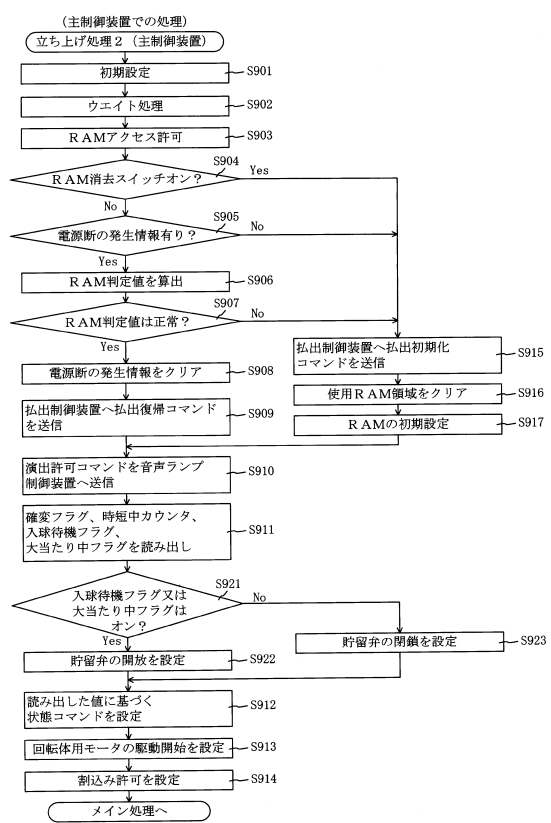 (主制御装置での処理)
立ち上げ処理２（主制御装置）
初期設定
S901
ウエイト処理
S902
ＲＡＭアクセス許可
S903
S904
ＲＡＭ消去スイッチオン？
Yes
No
S905
電源断の発生情報有り？
No
Yes
ＲＡＭ判定値を算出
S906
S907
ＲＡＭ判定値は正常？
No
Yes
払出制御装置へ払出初期化
コマンドを送信
S915
電源断の発生情報をクリア
S908
使用ＲＡＭ領域をクリア
S916
払出制御装置へ払出復帰コマンド
を送信
S909
ＲＡＭの初期設定
S917
演出許可コマンドを音声ランプ
制御装置へ送信
S910
確変フラグ、時短中カウンタ、
入球待機フラグ、
大当たり中フラグを読み出し
S911
S921
入球待機フラグ又は
大当たり中フラグは
オン？
No
Yes
貯留弁の開放を設定
S922
貯留弁の閉鎖を設定
S923
読み出した値に基づく
状態コマンドを設定
S912
回転体用モータの駆動開始を設定
S913
割込み許可を設定
S914
メイン処理へ